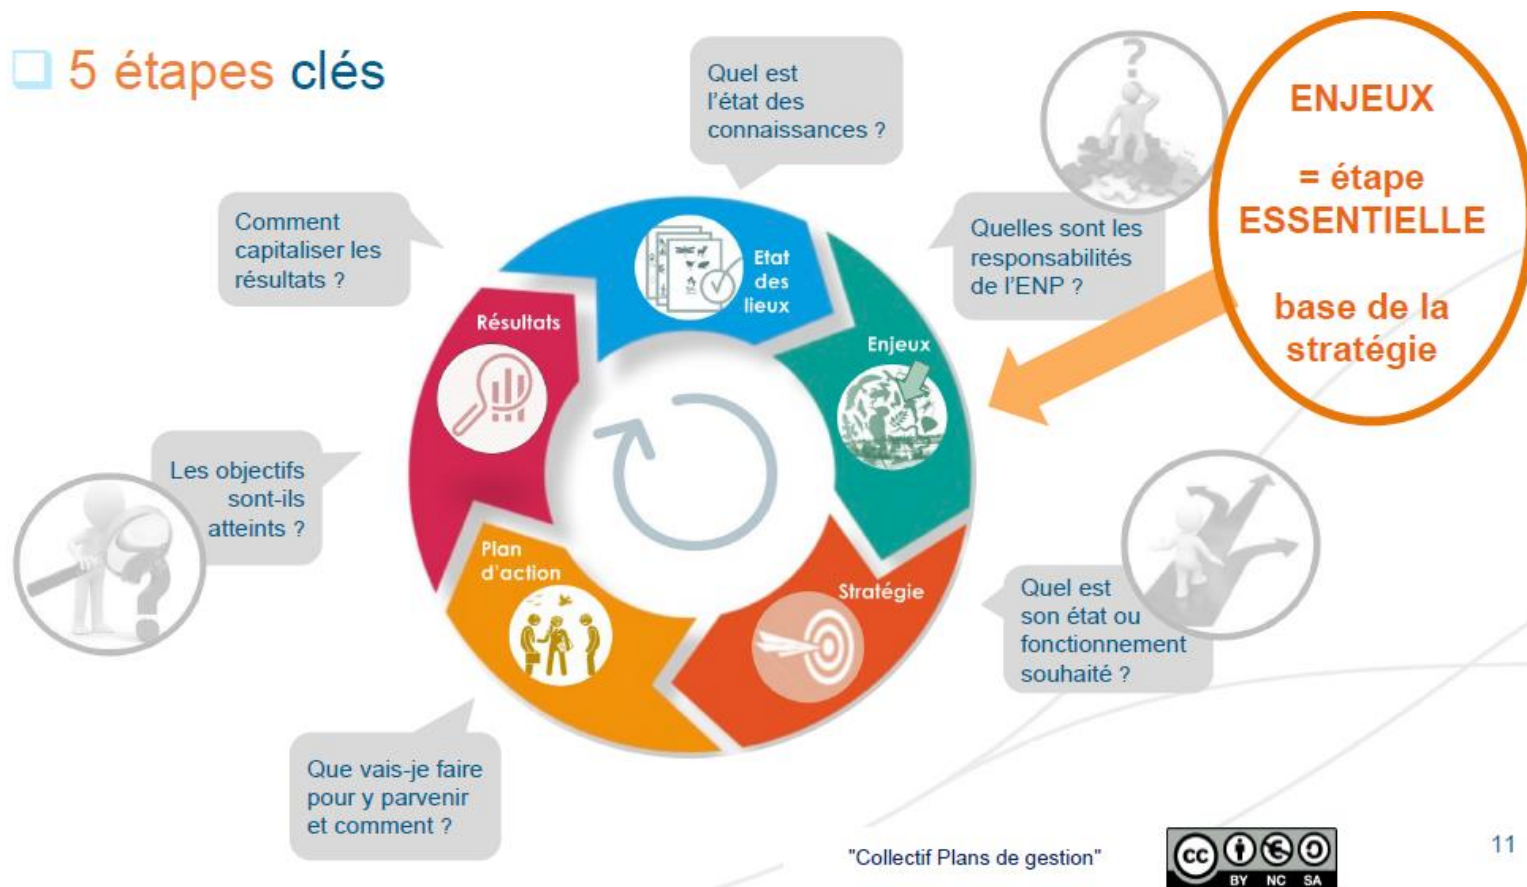 5 étapes clés
Quel est
l'état des
connaissances ?
?
ENJEUX
= étape
ESSENTIELLE
base de la
stratégie
Comment
capitaliser les
résultats ?
Quelles sont les
responsabilités
de l'ENP ?
Etat
des
lieux
Résultats
Enjeux
Les objectifs
sont-ils
atteints ?
?
Plan
d'action
Stratégie
Quel est
son état ou
fonctionnement
souhaité ?
Que vais-je faire
pour y parvenir
et comment ?
"Collectif Plans de gestion"
cc
BY NC SA
11